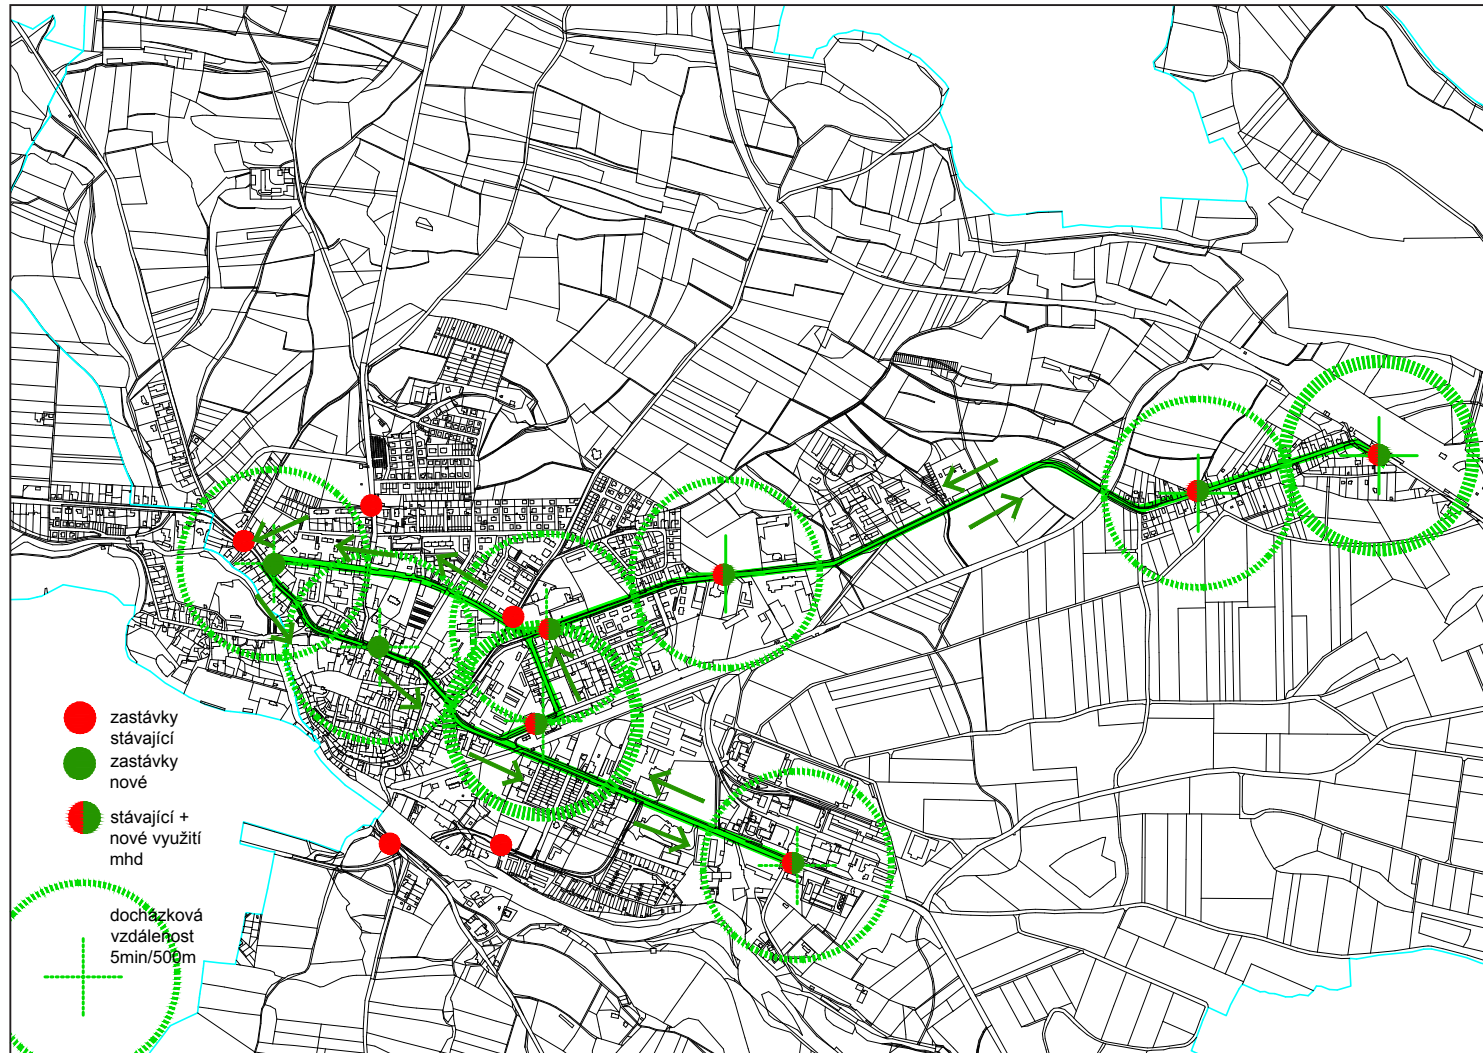 zastávky
stávající
zastávky
nové
stávající +
nové využití
mhd
docházková
vzdálenost
5min/500m